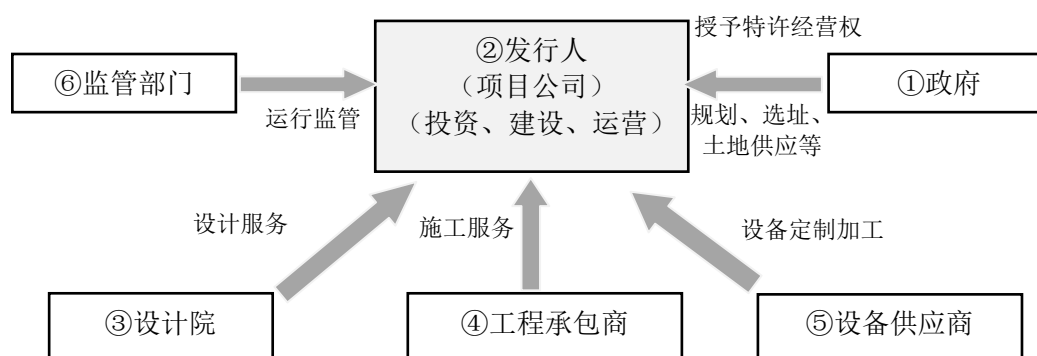 ②发行人
（项目公司）
（投资、建设、运营）
授予特许经营权
⑥监管部门
①政府
运行监管
规划、选址、
土地供应等
设计服务
施工服务
设备定制加工
③设计院
④工程承包商
⑤设备供应商